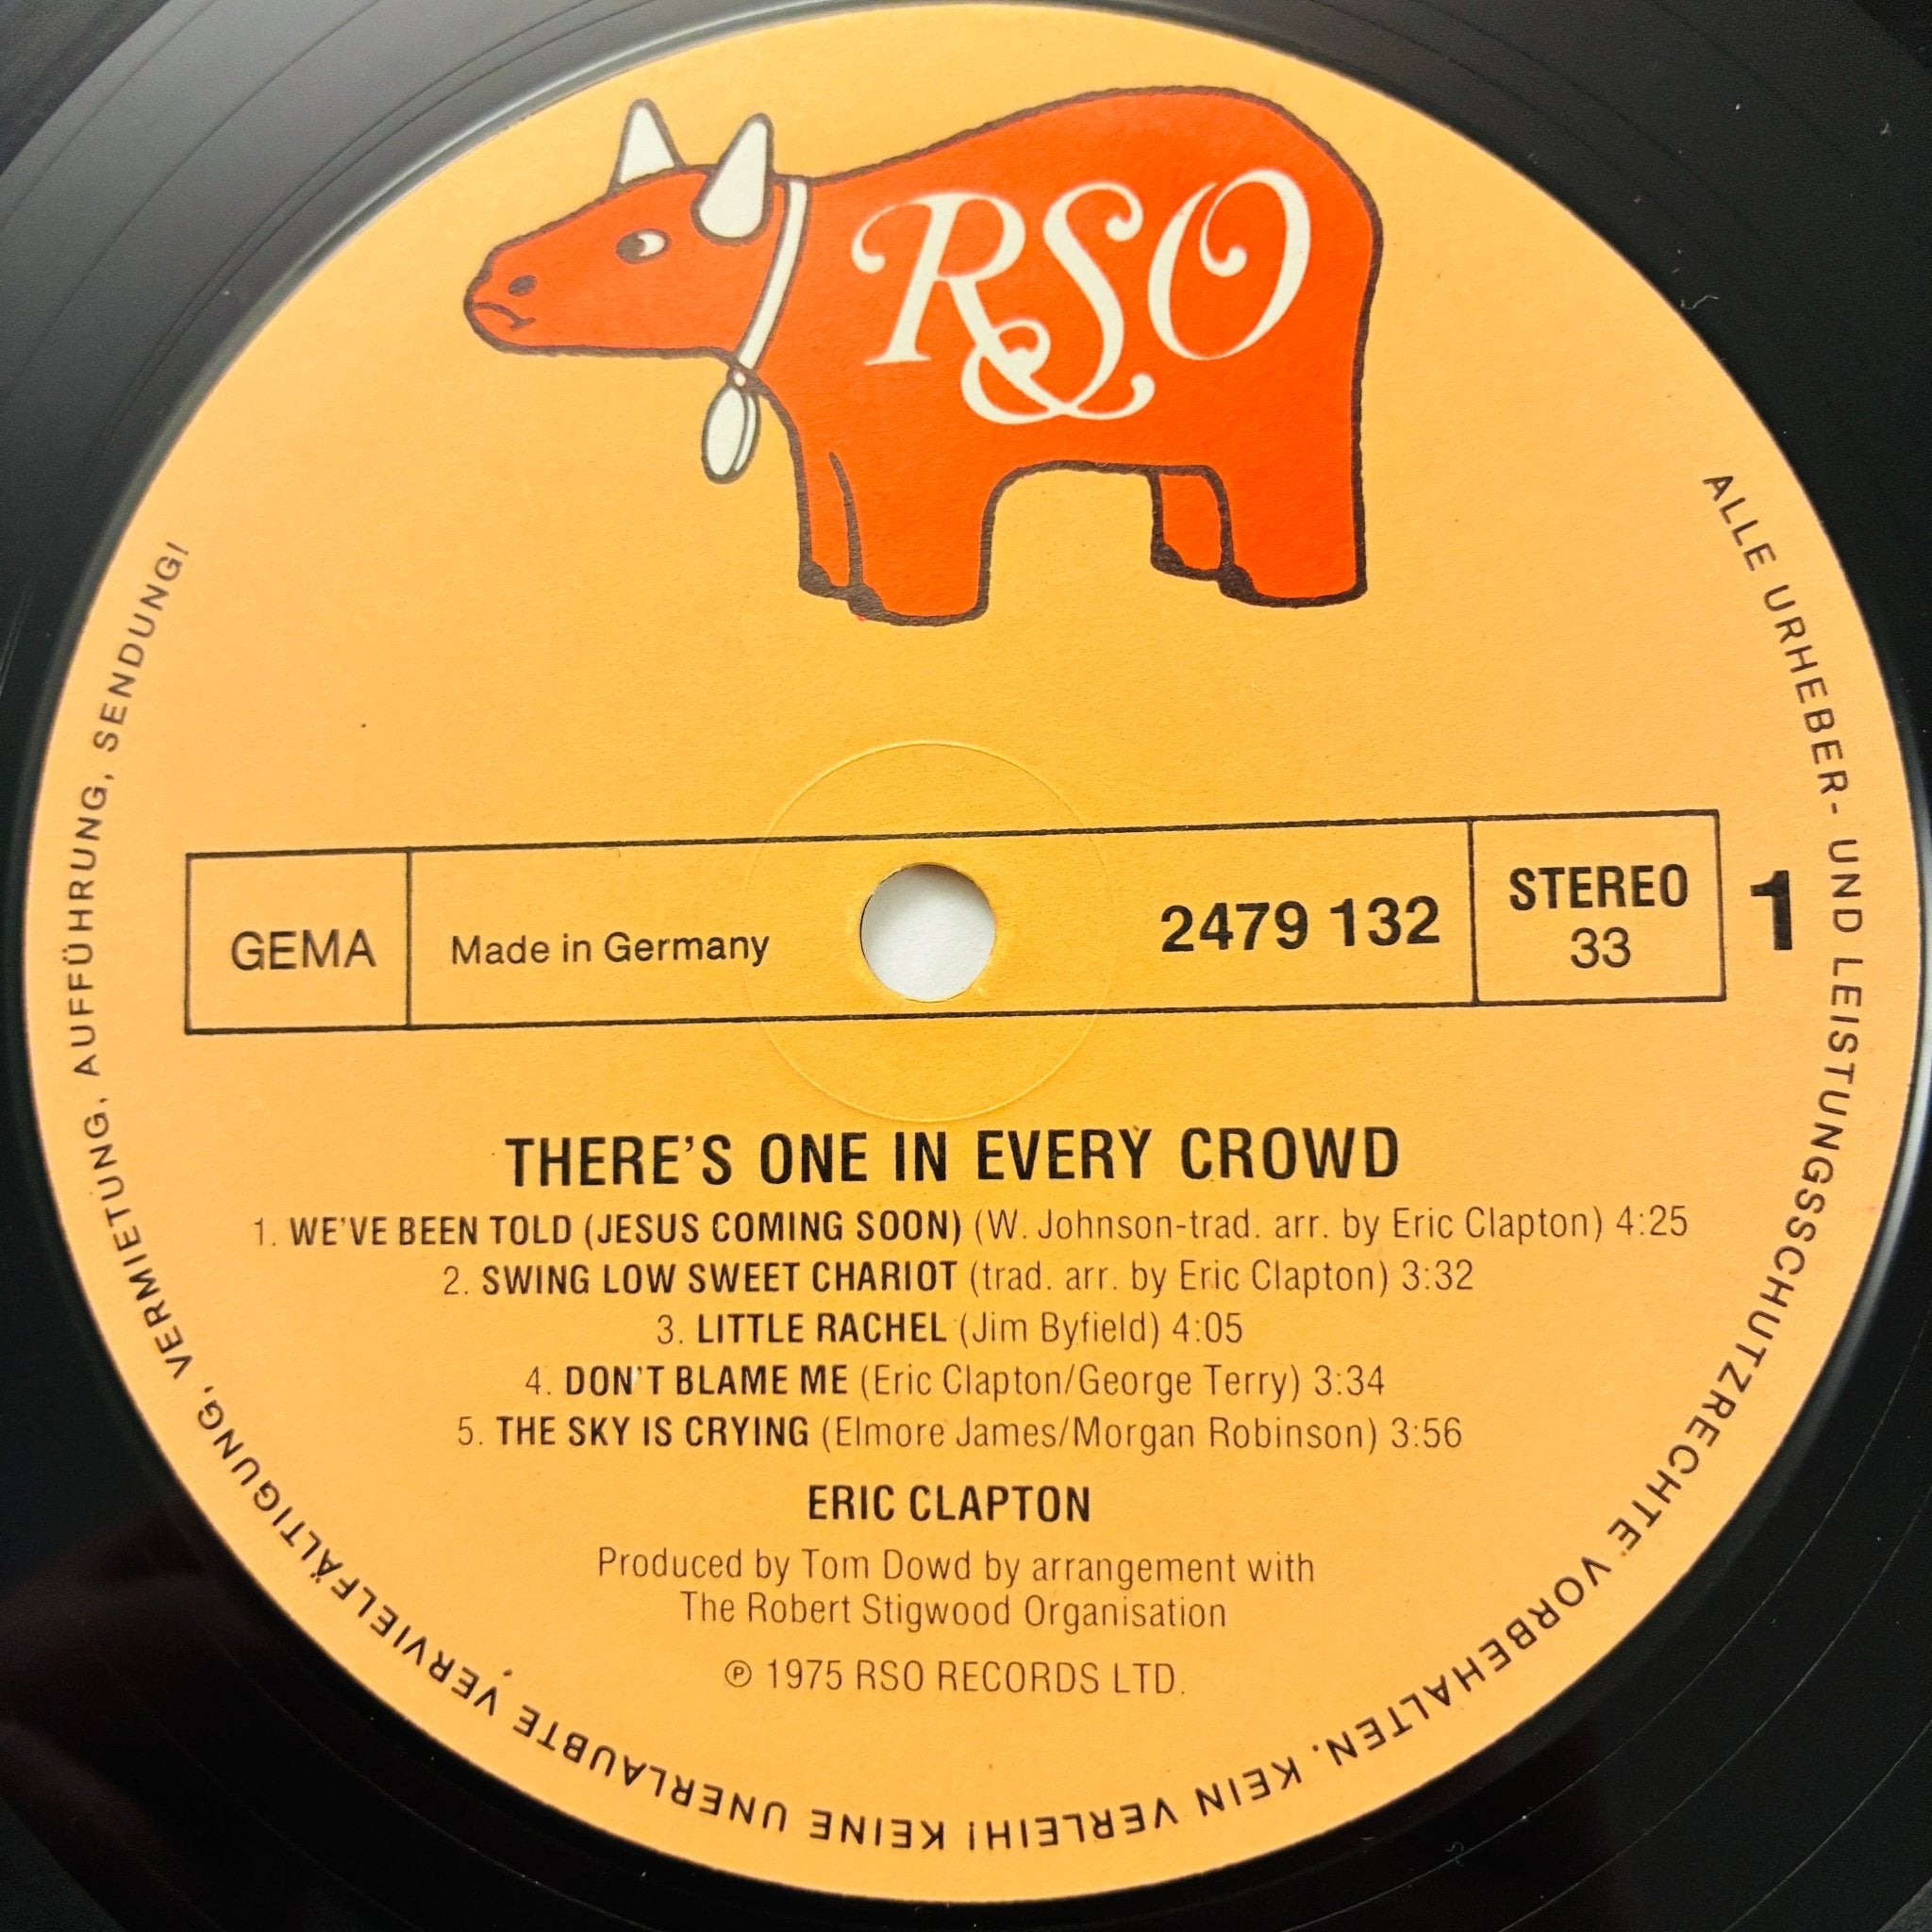 RSO
GEMA
Made in Germany
2479 132
STEREO
33
1
THERE'S ONE IN EVERY CROWD
1. WE'VE BEEN TOLD (JESUS COMING SOON) (W. Johnson-trad. arr. by Eric Clapton) 4:25
2. SWING LOW SWEET CHARIOT (trad. arr. by Eric Clapton) 3:32
3. LITTLE RACHEL (Jim Byfield) 4:05
4. DON'T BLAME ME (Eric Clapton/George Terry) 3:34
5. THE SKY IS CRYING (Elmore James/Morgan Robinson) 3:56
ERIC CLAPTON
Produced by Tom Dowd by arrangement with
The Robert Stigwood Organisation
℗ 1975 RSO RECORDS LTD.
ALLE URHEBER- UND LEISTUNGSSCHUTZRECHTE VORBEHALTEN. KEIN VERLEIH! KEINE UNERLAUBTE VERVIELFÄLTIGUNG, VERMIETUNG, AUFFÜHRUNG, SENDUNG!